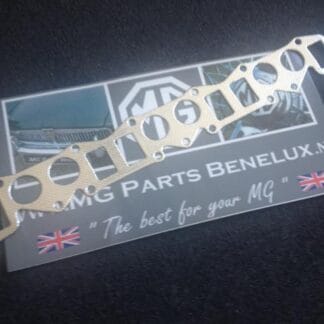 MG
MG PARTS BENELUX.N
"The best for your MG"